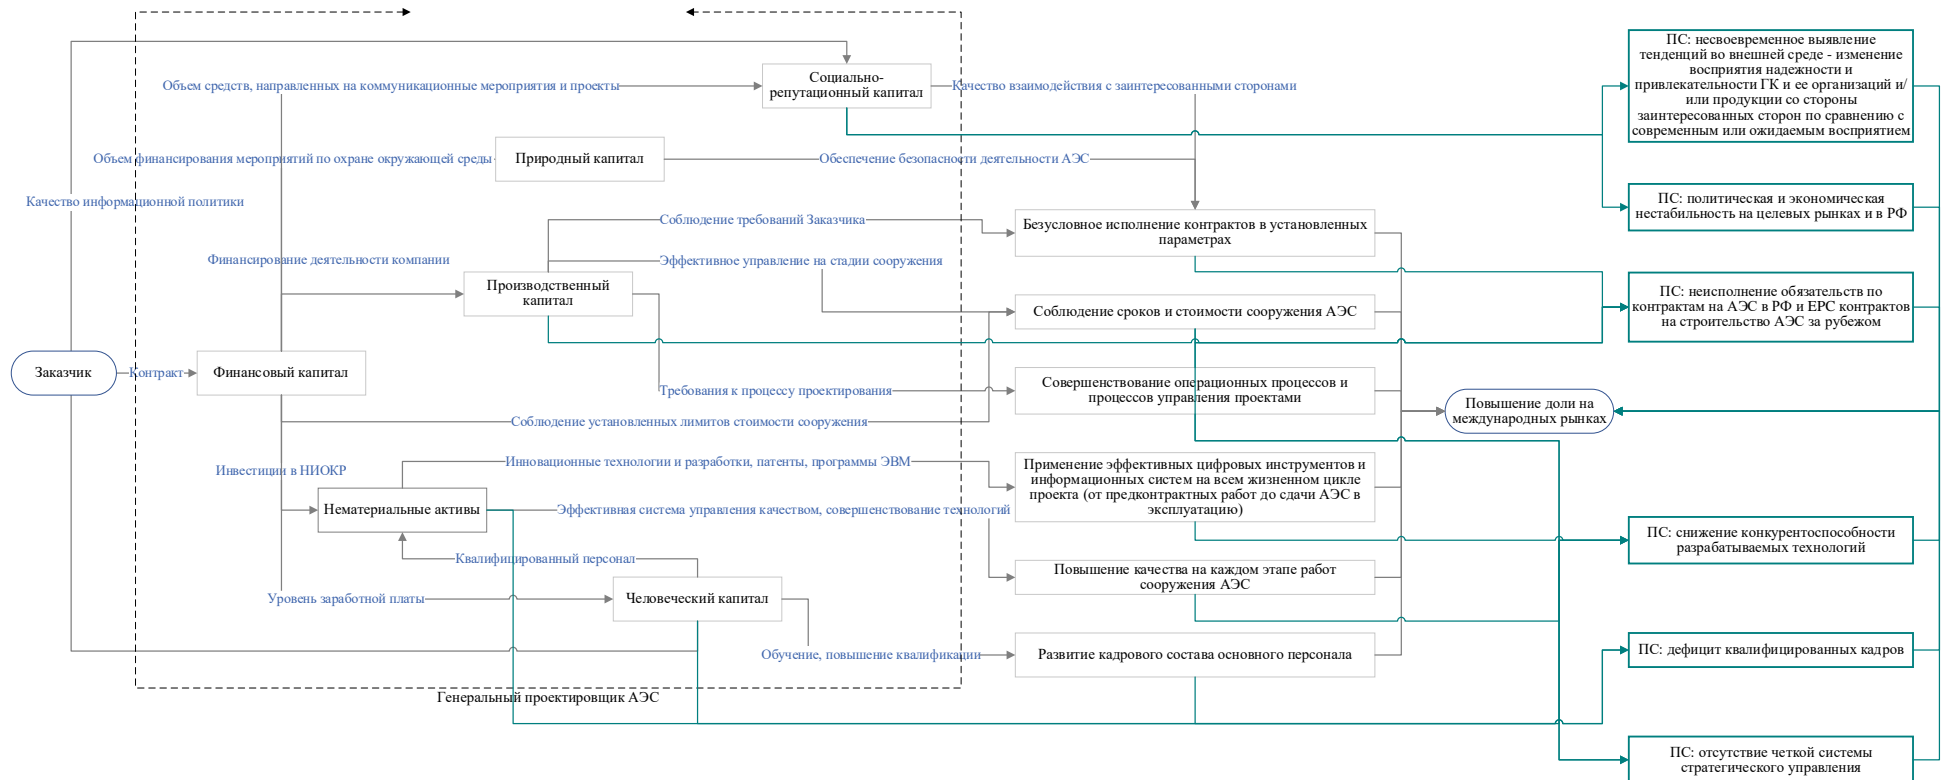 Объем средств, направленных на коммуникационные мероприятия и проекты
Социально-
репутационный капитал
Качество взаимодействия с заинтересованными сторонами
ПС: несвоевременное выявление
тенденций во внешней среде - изменение
восприятия надежности и
привлекательности ГК и ее организаций и/
или продукции со стороны
заинтересованных сторон по сравнению с
современным или ожидаемым восприятием
Объем финансирования мероприятий по охране окружающей среды
Природный капитал
Обеспечение безопасности деятельности АЭС
Качество информационной политики
ПС: политическая и экономическая
нестабильность на целевых рынках и в РФ
Соблюдение требований Заказчика
Безусловное исполнение контрактов в установленных
параметрах
Финансирование деятельности компании
Эффективное управление на стадии сооружения
Производственный
капитал
Соблюдение сроков и стоимости сооружения АЭС
ПС: неисполнение обязательств по
контрактам на АЭС в РФ и EPC контрактов
на строительство АЭС за рубежом
Заказчик
Контракт
Финансовый капитал
Требования к процессу проектирования
Совершенствование операционных процессов и
процессов управления проектами
Повышение доли на
международных рынках
Соблюдение установленных лимитов стоимости сооружения
Инвестиции в НИОКР
Инновационные технологии и разработки, патенты, программы ЭВМ
Применение эффективных цифровых инструментов и
информационных систем на всем жизненном цикле
проекта (от предконтрактных работ до сдачи АЭС в
эксплуатацию)
Нематериальные активы
Эффективная система управления качеством, совершенствование технологий
ПС: снижение конкурентоспособности
разрабатываемых технологий
Квалифицированный персонал
Повышение качества на каждом этапе работ
сооружения АЭС
Уровень заработной платы
Человеческий капитал
Обучение, повышение квалификации
Развитие кадрового состава основного персонала
ПС: дефицит квалифицированных кадров
Генеральный проектировщик АЭС
ПС: отсутствие четкой системы
стратегического управления